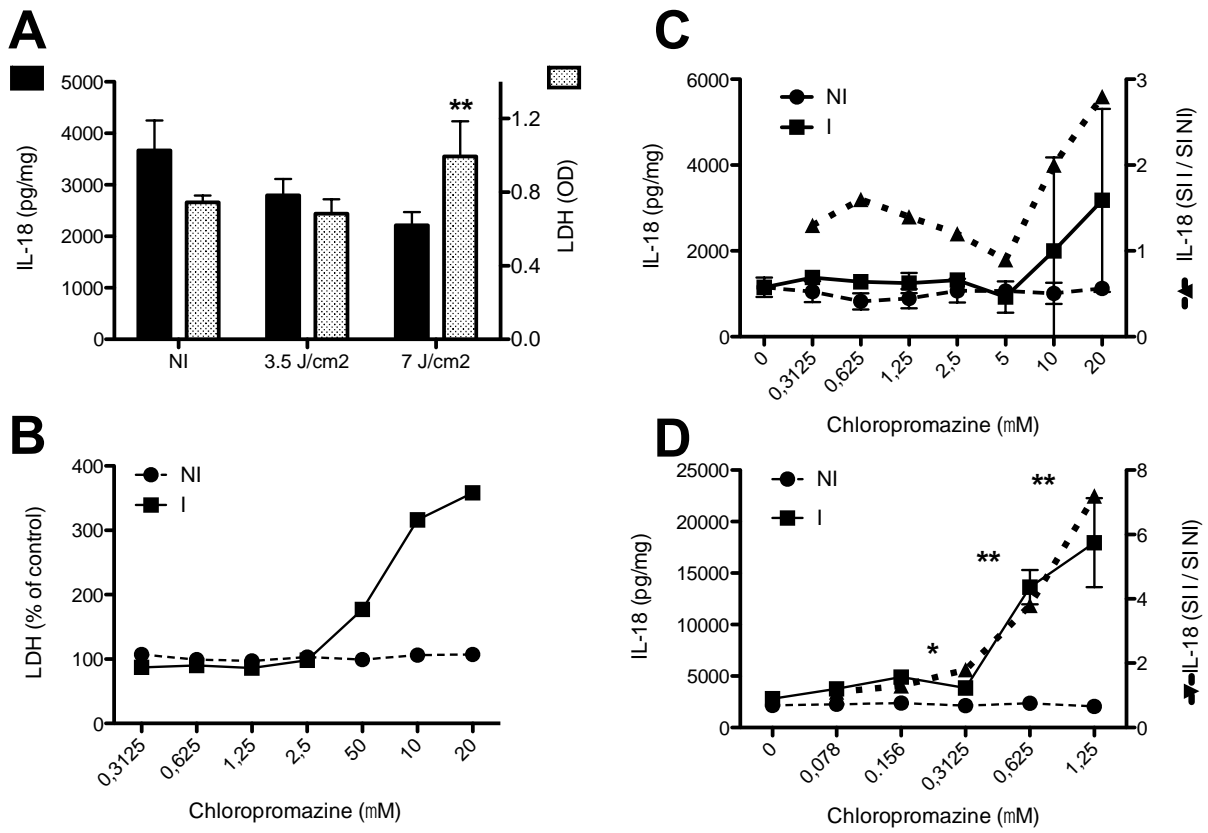 A
5000
4000
3000
2000
1000
0
IL-18 (pg/mg)
**
1.2
0.8
0.4
0.0
LDH (OD)
NI
3.5 J/cm2
7 J/cm2
B
400
300
200
100
0
LDH (% of control)
NI
I
0,3125
0,625
1,25
2,5
50
10
20
Chloropromazine (mM)
C
6000
4000
2000
0
IL-18 (pg/mg)
NI
I
3
2
1
0
IL-18 (SI I / SI NI)
0
0,3125
0,625
1,25
2,5
5
10
20
Chloropromazine (mM)
D
25000
20000
15000
10000
5000
0
IL-18 (pg/mg)
NI
I
*
**
**
8
6
4
2
0
IL-18 (SI I / SI NI)
0
0,078
0.156
0,3125
0,625
1,25
Chloropromazine (mM)